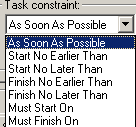 Task constraint:
As Soon As Possible
As Soon As Possible
Start No Earlier Than
Start No Later Than
Finish No Earlier Than
Finish No Later Than
Must Start On
Must Finish On